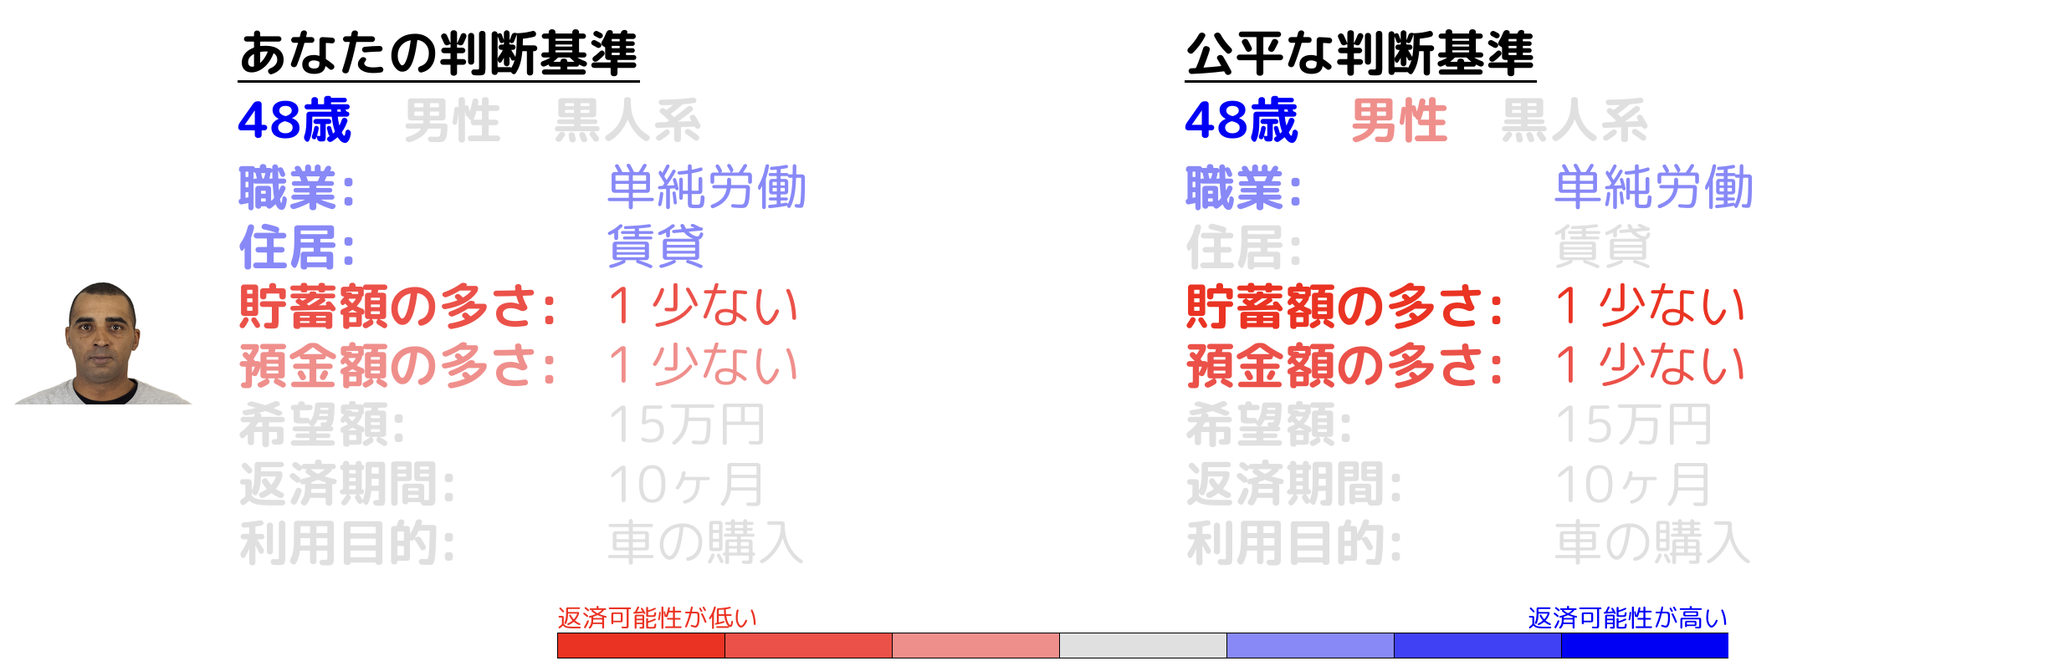 あなたの判断基準
48歳 男性 黒人系
職業: 単純労働
住居: 賃貸
貯蓄額の多さ: 1 少ない
預金額の多さ: 1 少ない
希望額: 15万円
返済期間: 10ヶ月
利用目的: 車の購入
公平な判断基準
48歳 男性 黒人系
職業: 単純労働
住居: 賃貸
貯蓄額の多さ: 1 少ない
預金額の多さ: 1 少ない
希望額: 15万円
返済期間: 10ヶ月
利用目的: 車の購入
返済可能性が低い
返済可能性が高い